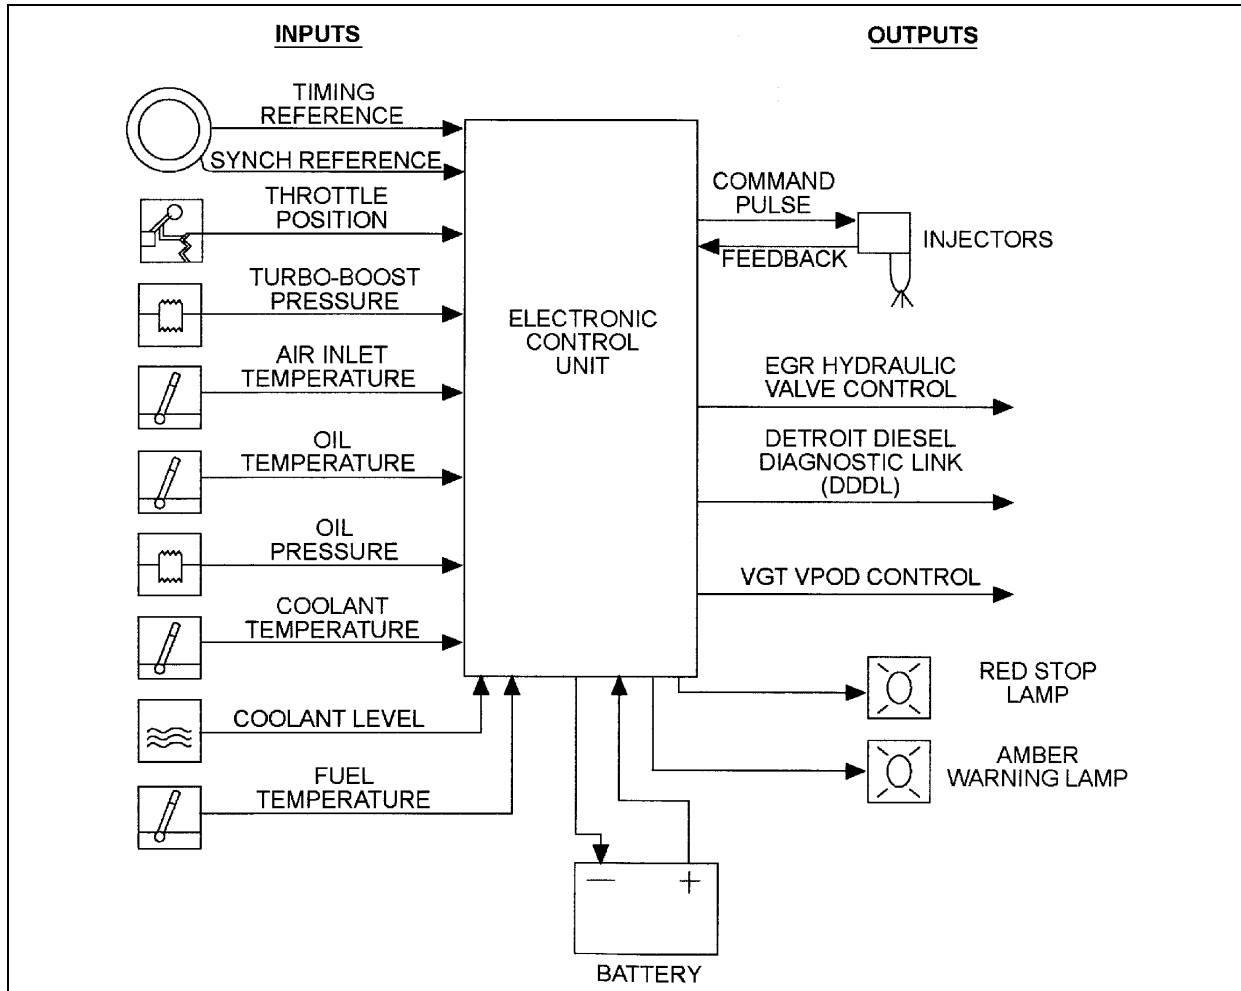 INPUTS
OUTPUTS
TIMING
REFERENCE
SYNCH REFERENCE
THROTTLE
POSITION
TURBO-BOOST
PRESSURE
AIR INLET
TEMPERATURE
OIL
TEMPERATURE
OIL
PRESSURE
COOLANT
TEMPERATURE
COOLANT LEVEL
FUEL
TEMPERATURE
ELECTRONIC
CONTROL
UNIT
COMMAND
PULSE
FEEDBACK
INJECTORS
EGR HYDRAULIC
VALVE CONTROL
DETROIT DIESEL
DIAGNOSTIC LINK
(DDDL)
VGT VPOD CONTROL
RED STOP
LAMP
AMBER
WARNING LAMP
— +
BATTERY